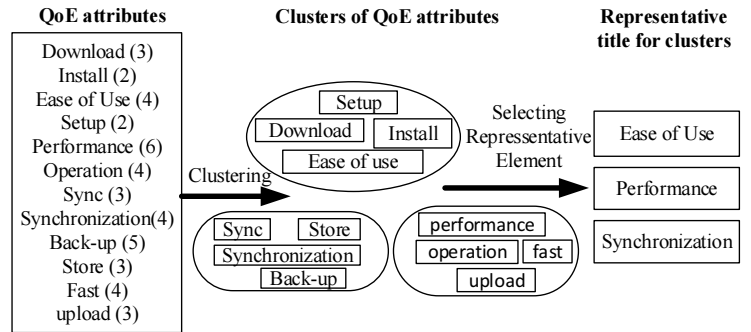 QoE attributes
Download (3)
Install (2)
Ease of Use (4)
Setup (2)
Performance (6)
Operation (4)
Sync (3)
Synchronization(4)
Back-up (5)
Store (3)
Fast (4)
upload (3)
Clustering
Clusters of QoE attributes
Setup
Download
Install
Ease of use
Sync
Store
Synchronization
Back-up
performance
operation
fast
upload
Selecting
Representative
Element
Representative
title for clusters
Ease of Use
Performance
Synchronization